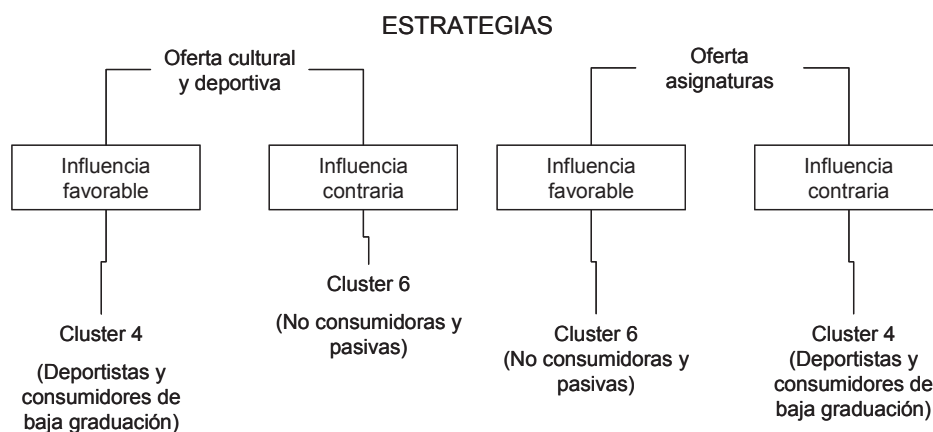 ESTRATEGIAS
Oferta cultural
y deportiva
Oferta
asignaturas
Influencia
favorable
Influencia
contraria
Influencia
favorable
Influencia
contraria
Cluster 4
(Deportistas y
consumidores de
baja graduación)
Cluster 6
(No consumidoras y
pasivas)
Cluster 6
(No consumidoras y
pasivas)
Cluster 4
(Deportistas y
consumidores de
baja graduación)